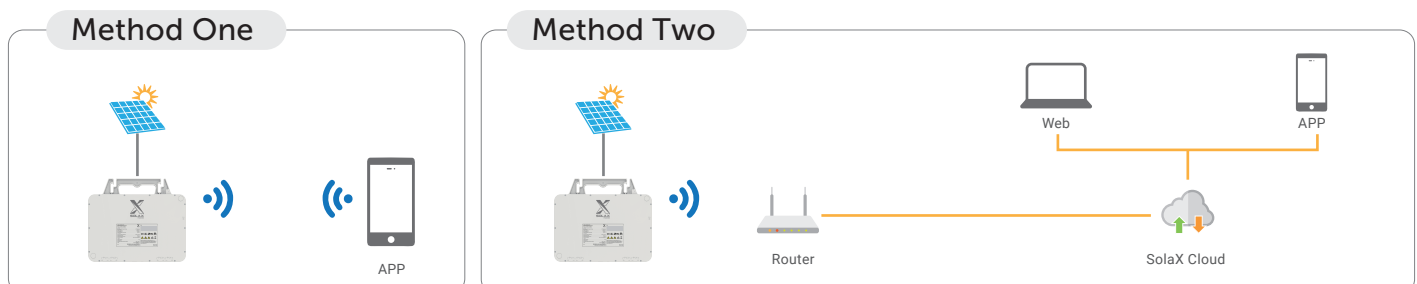 Method One
APP
Method Two
Web
APP
Router
SolaX Cloud